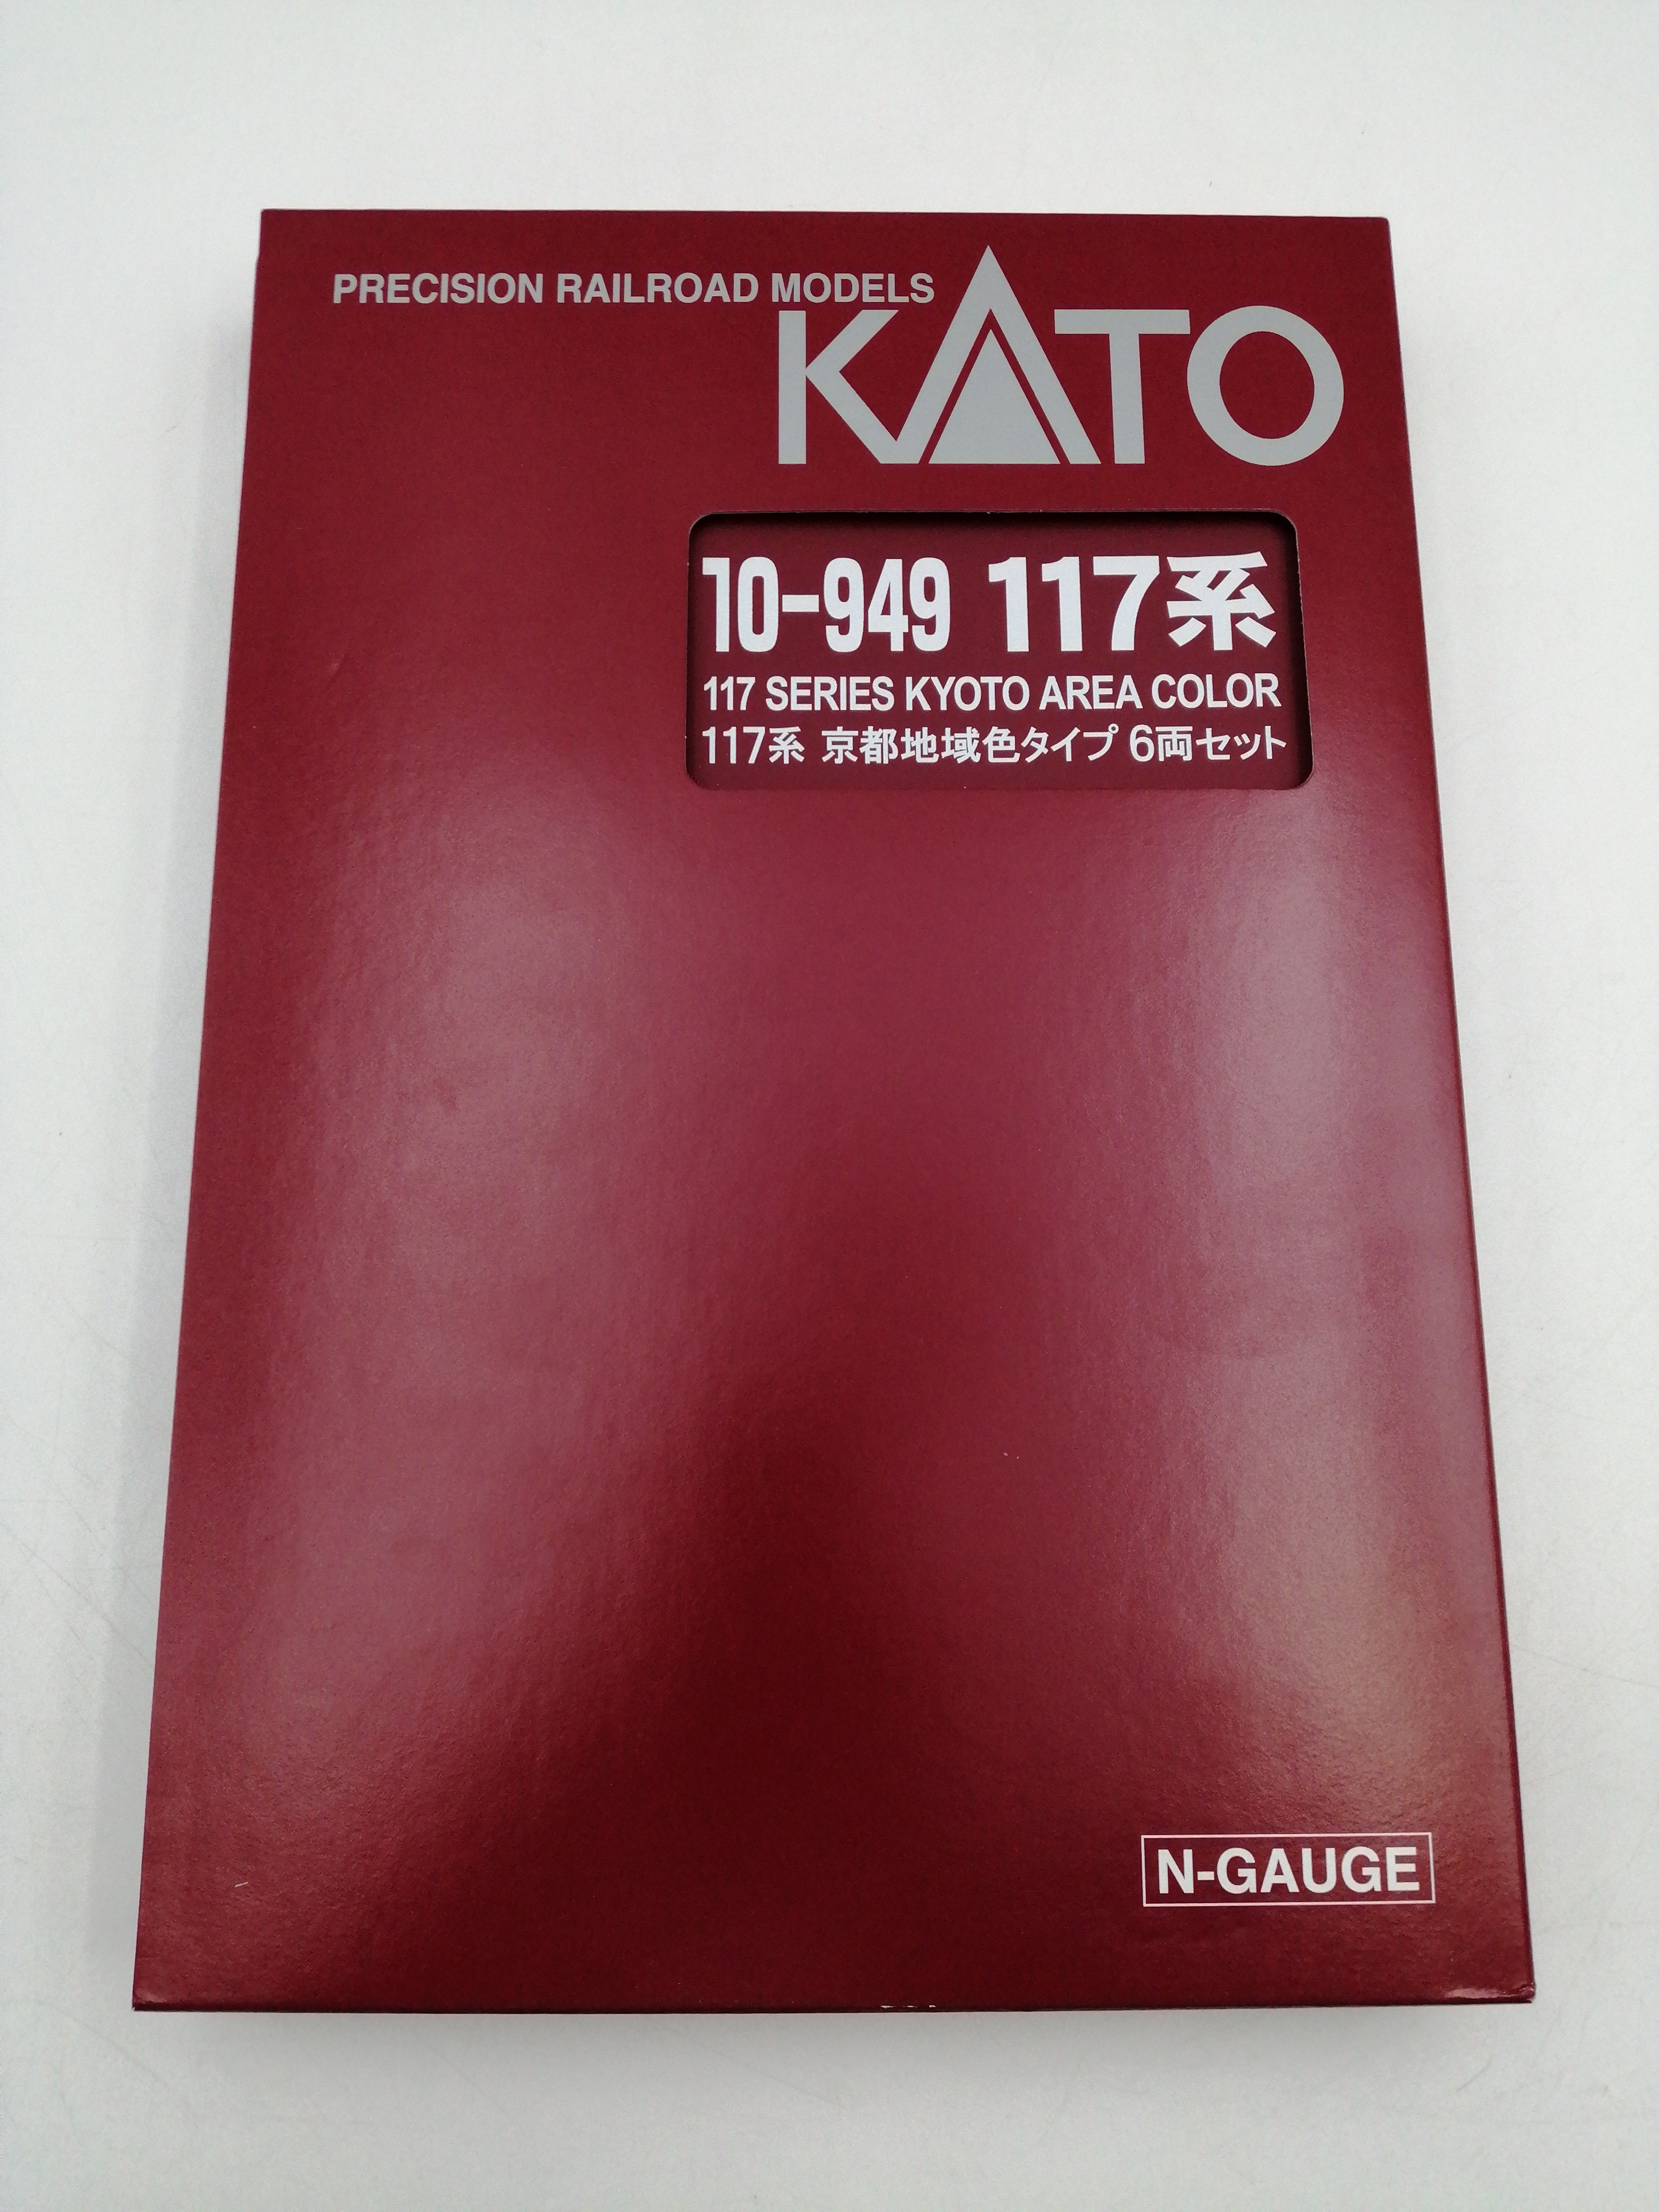 PRECISION RAILROAD MODELS
KATO
10-949 117系
117 SERIES KYOTO AREA COLOR
117系 京都地域色タイプ 6両セット
N-GAUGE